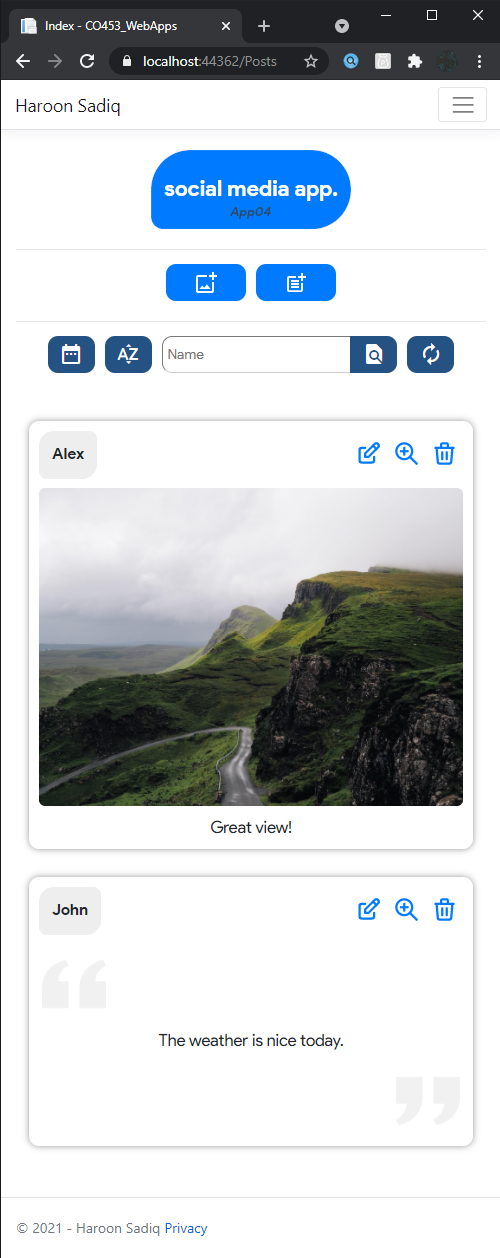 Index - CO453_WebApps
localhost:44362/Posts
Haroon Sadiq
social media app.
App04
AZ
Name
Alex
Great view!
John
The weather is nice today.
© 2021 - Haroon Sadiq Privacy